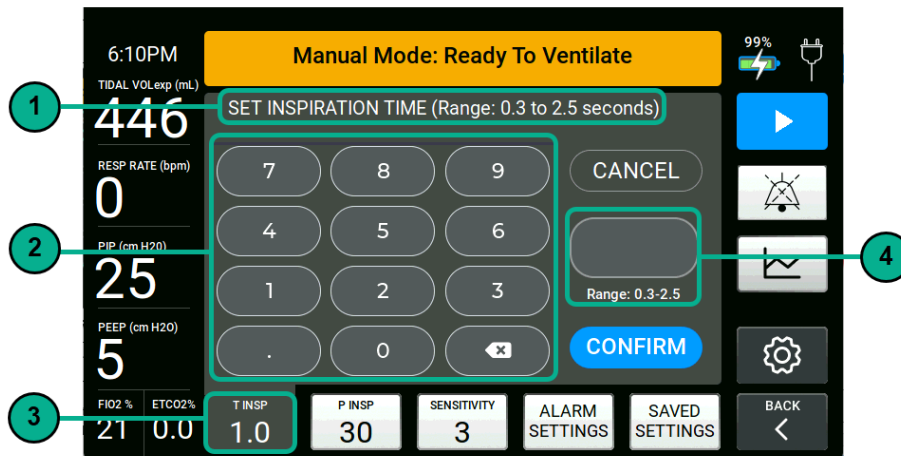 6:10PM
Manual Mode: Ready To Ventilate
99%
TIDAL VOLexp (mL)
446
1
SET INSPIRATION TIME (Range: 0.3 to 2.5 seconds)
RESP RATE (bpm)
0
7 8 9
CANCEL
2
4 5 6
4
PIP (cm H20)
25
1 2 3
Range: 0.3-2.5
PEEP (cm H2O)
5
. 0
CONFIRM
3
FIO2 % ETCO2%
21 0.0
T INSP
1.0
P INSP
30
SENSITIVITY
3
ALARM
SETTINGS
SAVED
SETTINGS
BACK